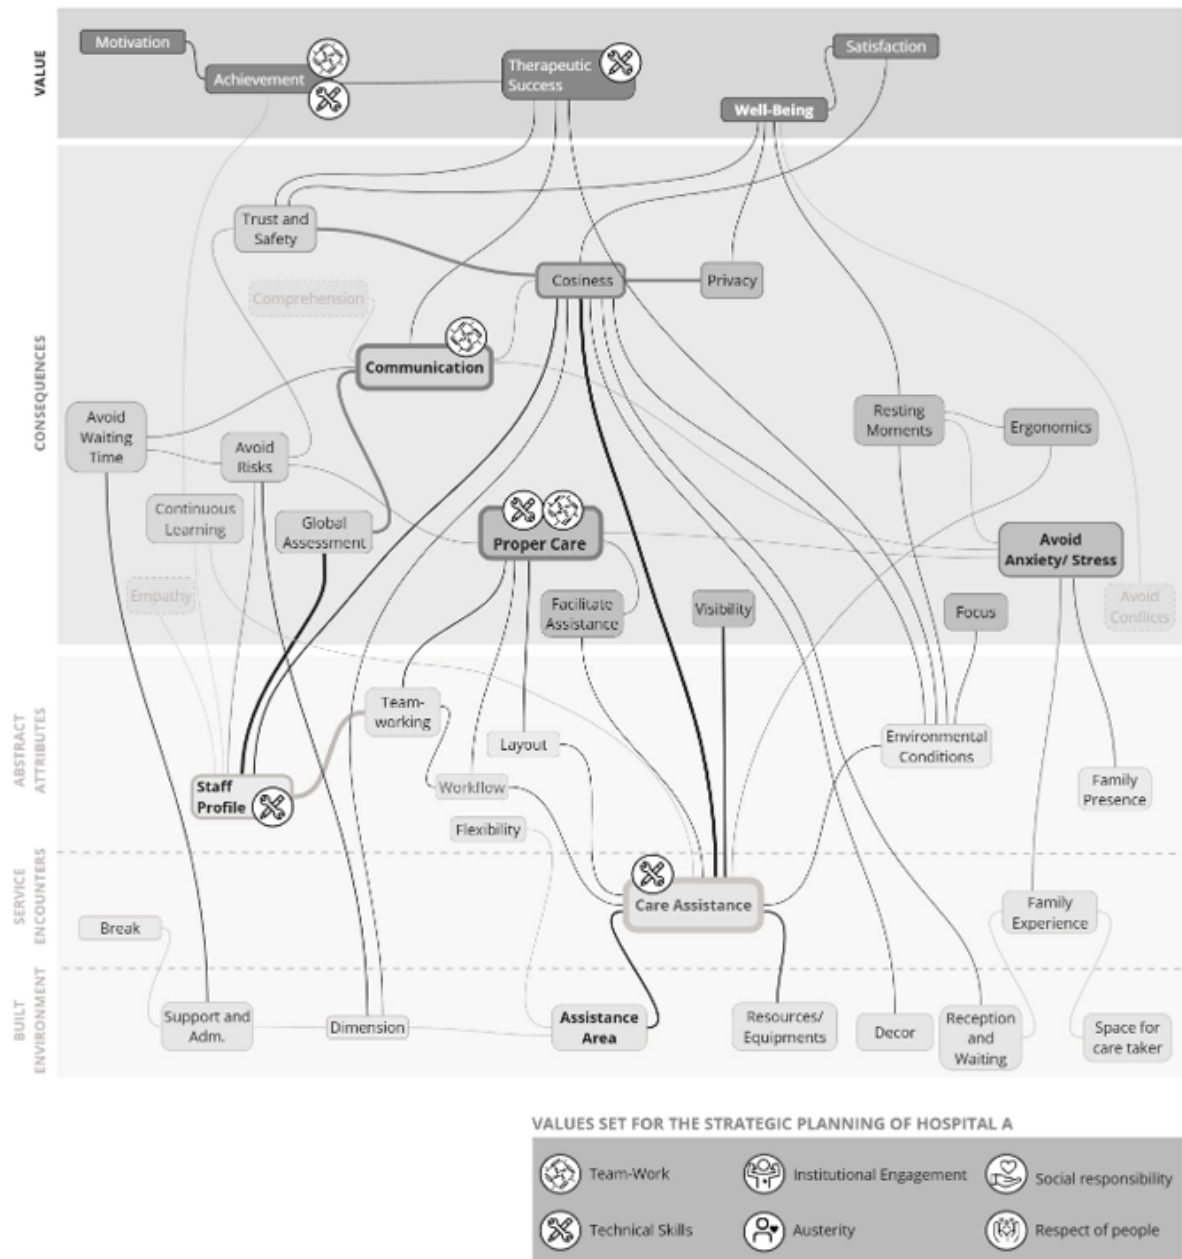 VALUE
Motivation
Achievement
Therapeutic
Success
Satisfaction
Well-Being
CONSEQUENCES
Trust and
Safety
Cosiness
Privacy
Comprehension
Communication
Avoid
Waiting
Time
Avoid
Risks
Resting
Moments
Ergonomics
Continuous
Learning
Global
Assessment
Proper Care
Avoid
Anxiety/ Stress
Empathy
Facilitate
Assistance
Visibility
Focus
Avoid
Conflicts
ABSTRACT
ATTRIBUTES
Team-
working
Layout
Environmental
Conditions
Staff
Profile
Workflow
Family
Presence
Flexibility
SERVICE
ENCOUNTERS
Care Assistance
Family
Experience
Break
BUILT
ENVIRONMENT
Support and
Adm.
Dimension
Assistance
Area
Resources/
Equipments
Decor
Reception
and
Waiting
Space for
care taker
VALUES SET FOR THE STRATEGIC PLANNING OF HOSPITAL A
Team-Work
Institutional Engagement
Social responsibility
Technical Skills
Austerity
Respect of people